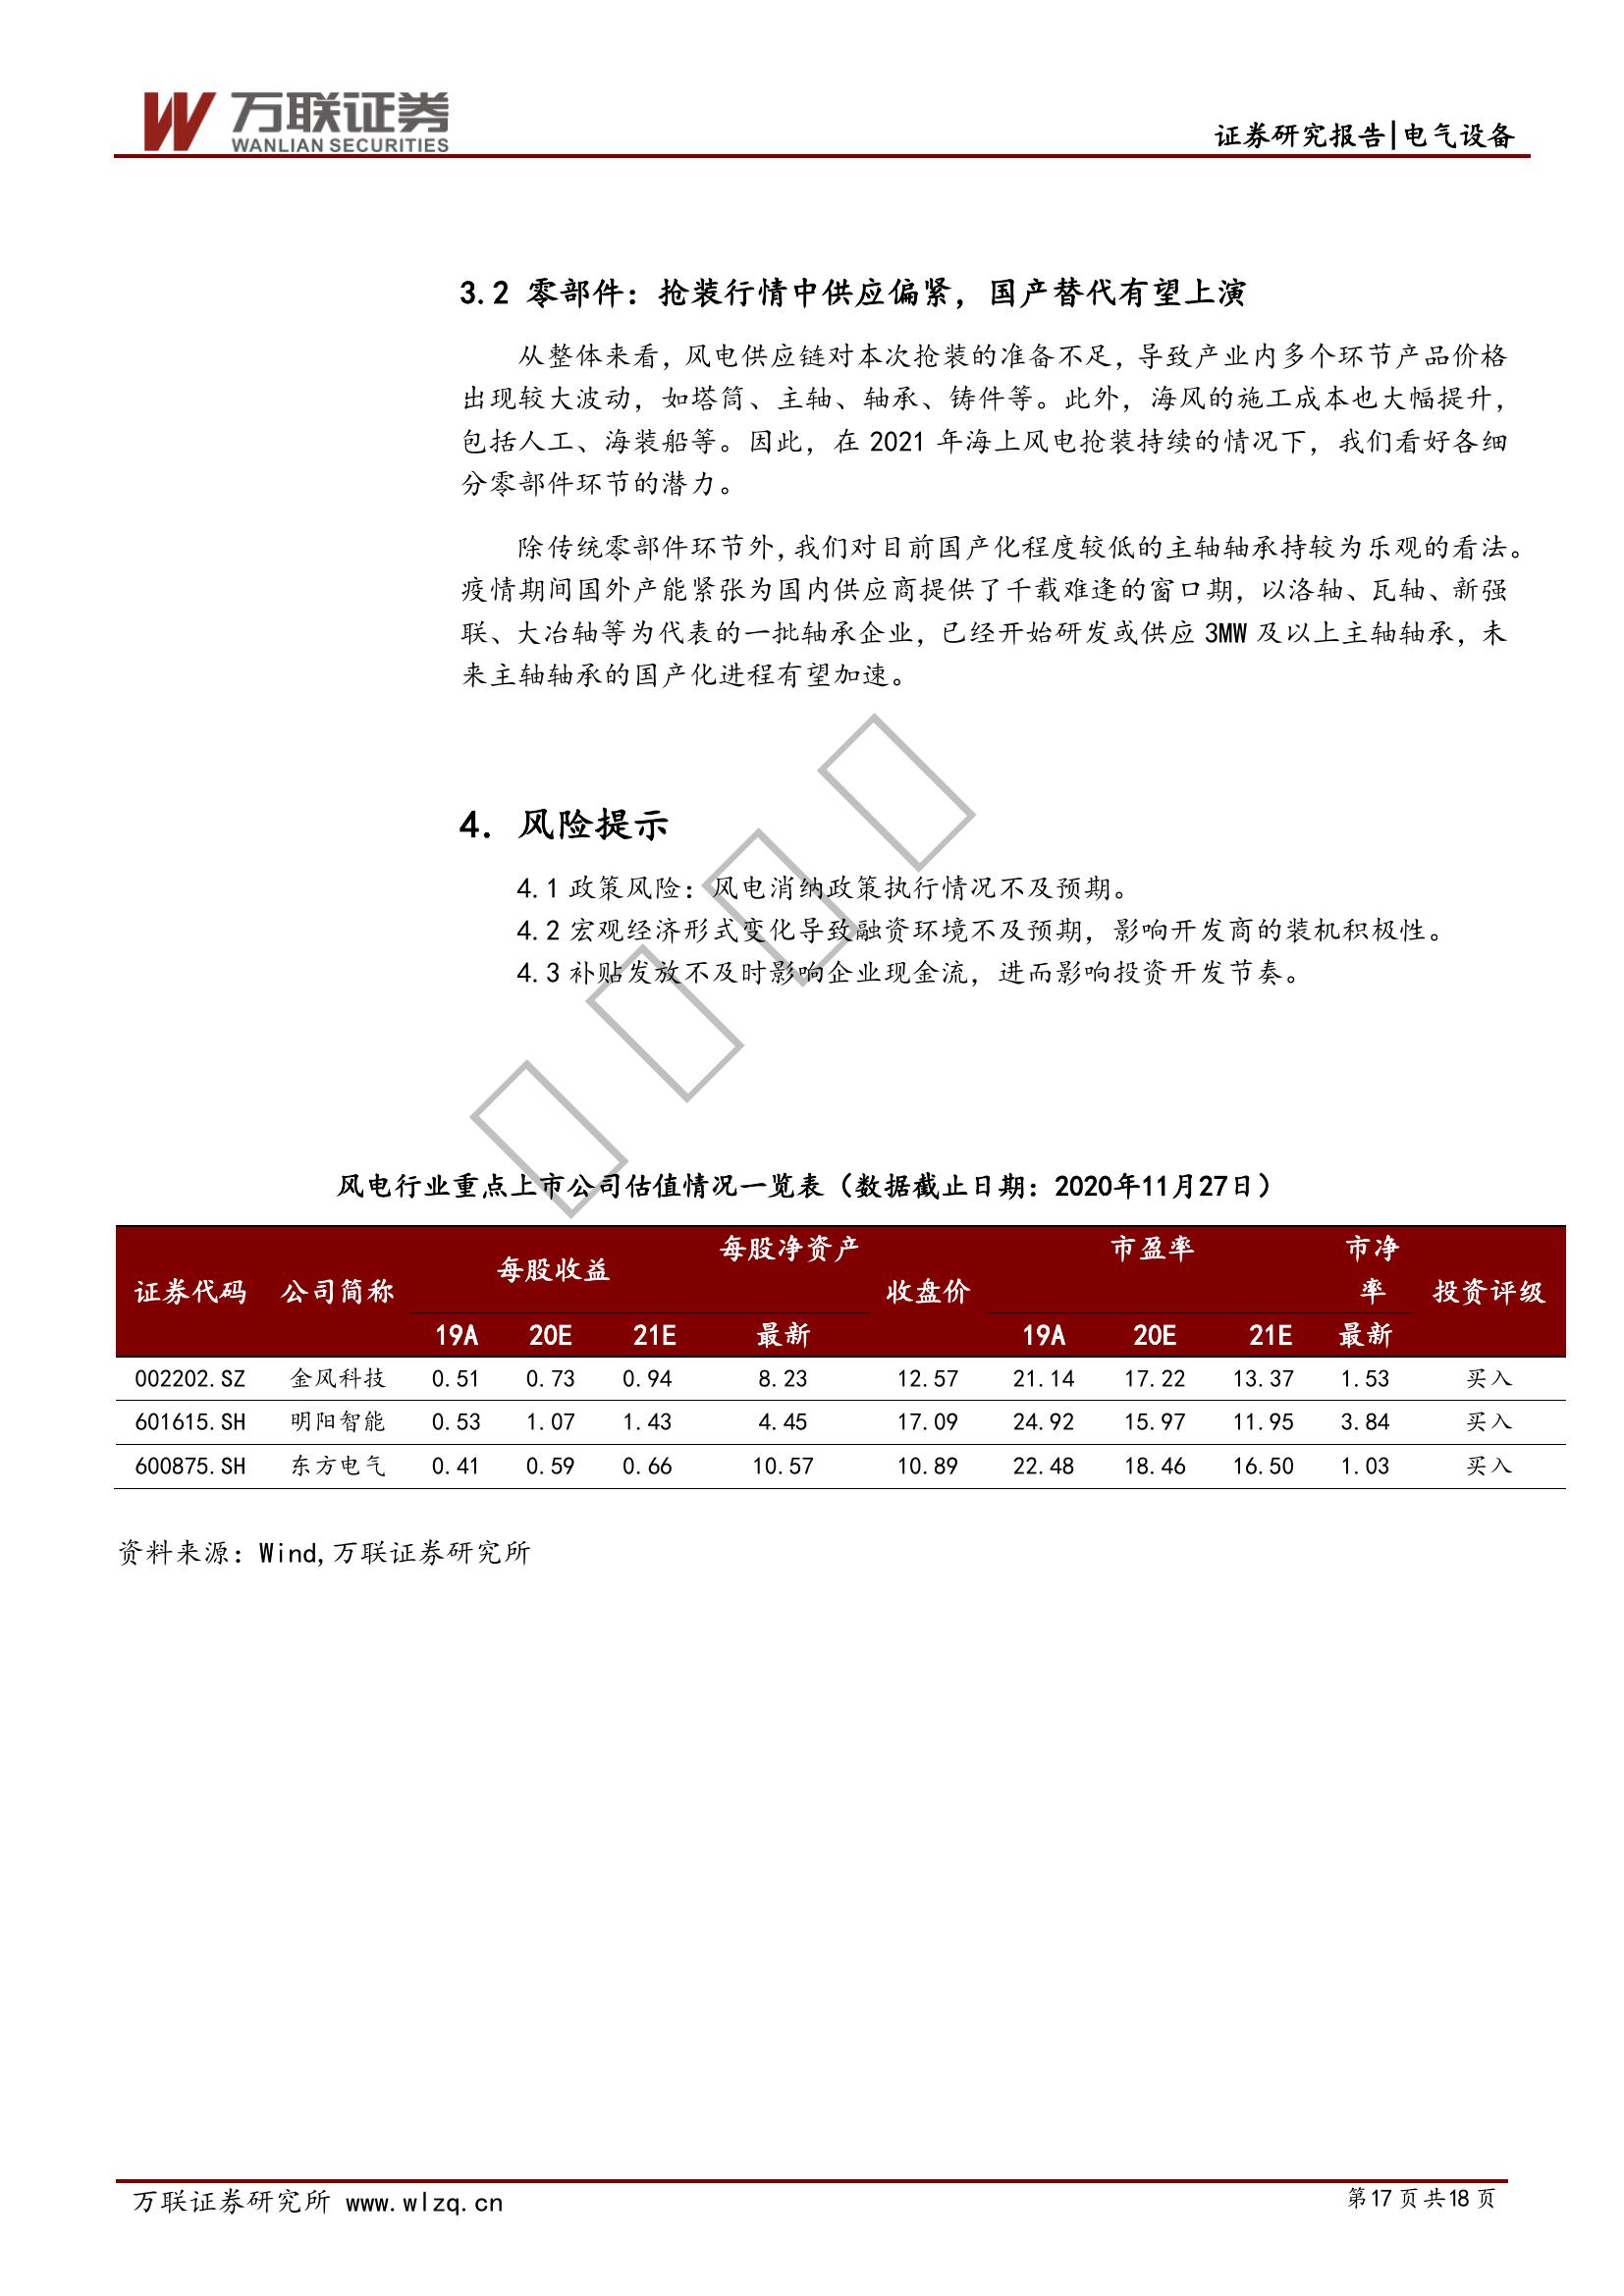 万联证券
WANLIAN SECURITIES
证券研究报告|电气设备
3.2 零部件：抢装行情中供应偏紧，国产替代有望上演
从整体来看，风电供应链对本次抢装的准备不足，导致产业内多个环节产品价格
出现较大波动，如塔筒、主轴、轴承、铸件等。此外，海风的施工成本也大幅提升，
包括人工、海装船等。因此，在 2021 年海上风电抢装持续的情况下，我们看好各细
分零部件环节的潜力。
除传统零部件环节外，我们对目前国产化程度较低的主轴轴承持较为乐观的看法。
疫情期间国外产能紧张为国内供应商提供了千载难逢的窗口期，以洛轴、瓦轴、新强
联、大冶轴等为代表的一批轴承企业，已经开始研发或供应 3MW 及以上主轴轴承，未
来主轴轴承的国产化进程有望加速。
4. 风险提示
4.1 政策风险：风电消纳政策执行情况不及预期。
4.2 宏观经济形式变化导致融资环境不及预期，影响开发商的装机积极性。
4.3 补贴发放不及时影响企业现金流，进而影响投资开发节奏。
风电行业重点上市公司估值情况一览表（数据截止日期：2020年11月27日）
证券代码 公司简称 每股收益 每股净资产 收盘价 市盈率 市净率 投资评级
19A 20E 21E 最新 19A 20E 21E 最新
002202.SZ 金风科技 0.51 0.73 0.94 8.23 12.57 21.14 17.22 13.37 1.53 买入
601615.SH 明阳智能 0.53 1.07 1.43 4.45 17.09 24.92 15.97 11.95 3.84 买入
600875.SH 东方电气 0.41 0.59 0.66 10.57 10.89 22.48 18.46 16.50 1.03 买入
资料来源：Wind,万联证券研究所
万联证券研究所 www.wlzq.cn
第17 页 共18 页